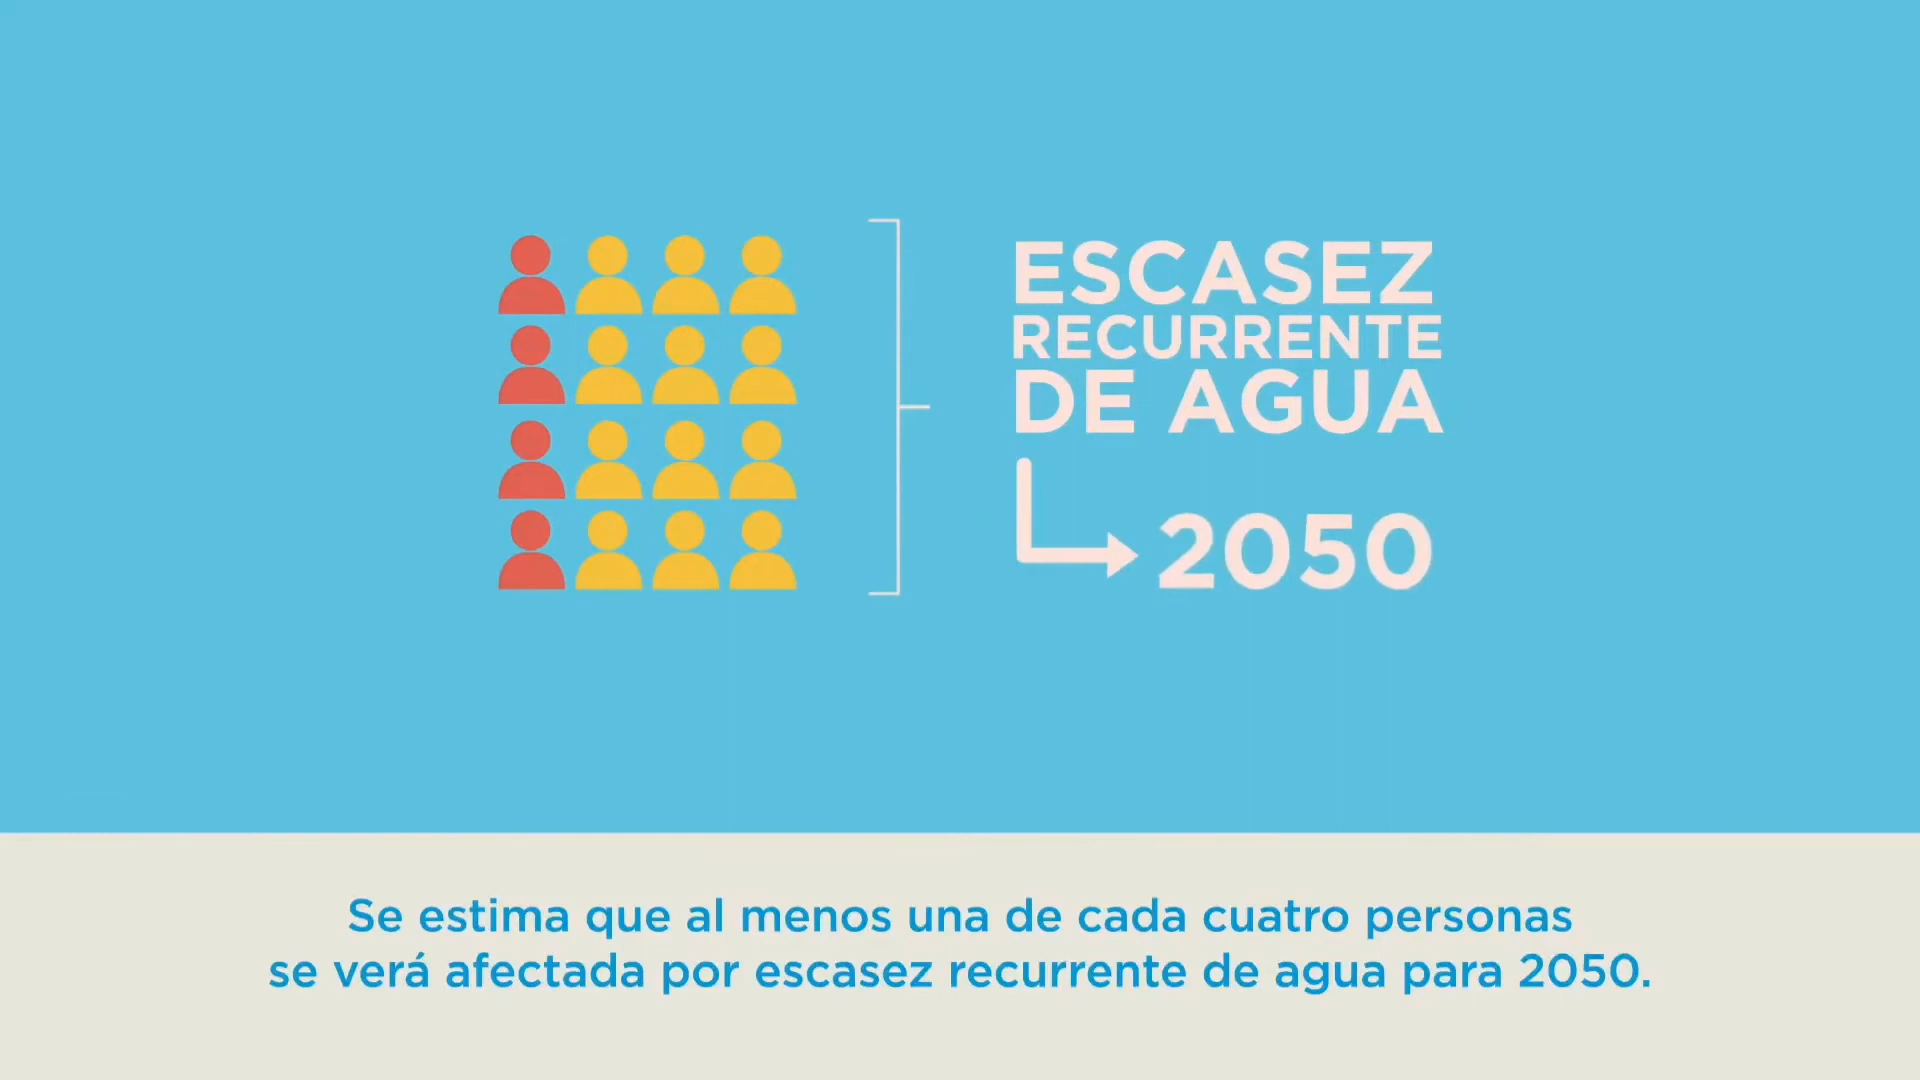 ESCASEZ
RECURRENTE
DE AGUA
2050
Se estima que al menos una de cada cuatro personas
se verá afectada por escasez recurrente de agua para 2050.